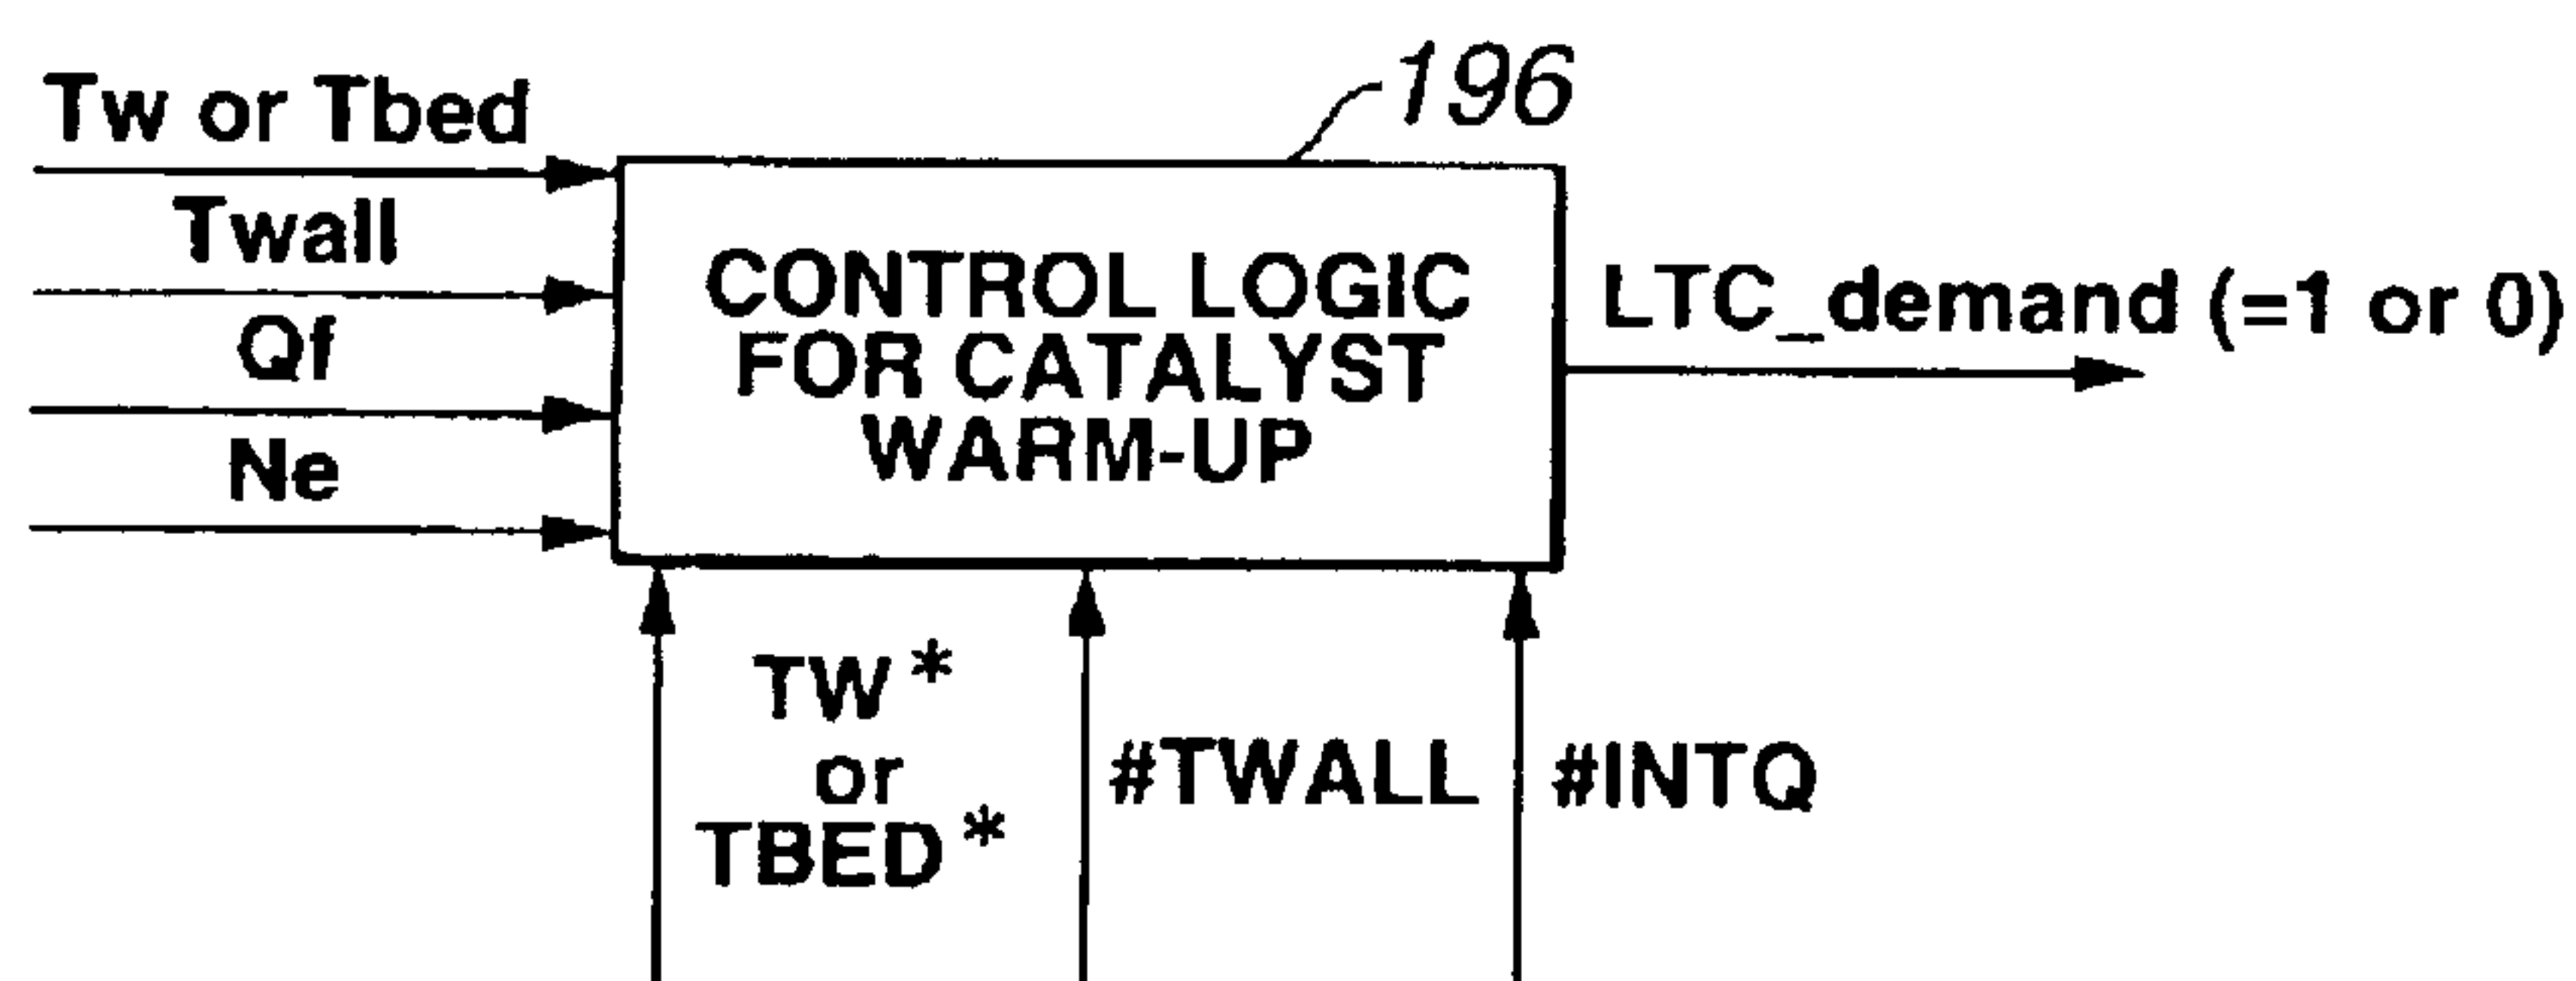 196
Tw or Tbed
Twall
Qf
Ne
CONTROL LOGIC
FOR CATALYST
WARM-UP
LTC_demand (=1 or 0)
TW*
or
TBED*
#TWALL
#INTQ